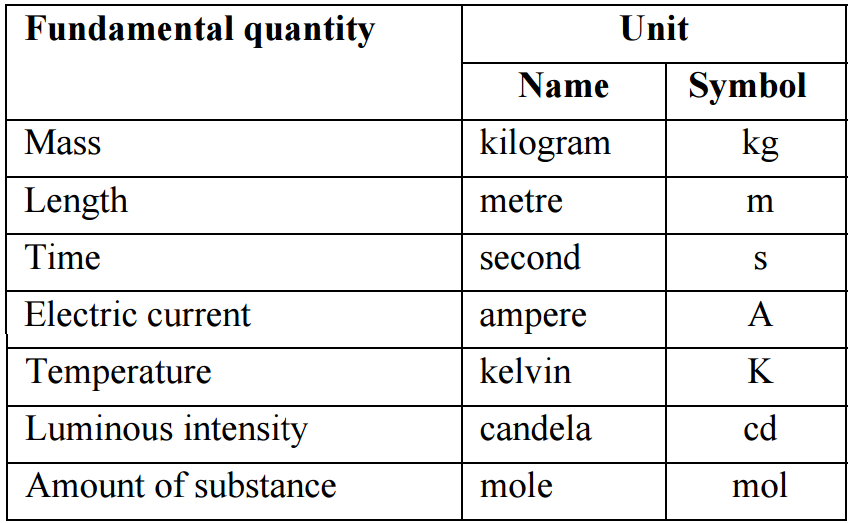 Fundamental quantity Unit
Name Symbol
Mass kilogram kg
Length metre m
Time second s
Electric current ampere A
Temperature kelvin K
Luminous intensity candela cd
Amount of substance mole mol